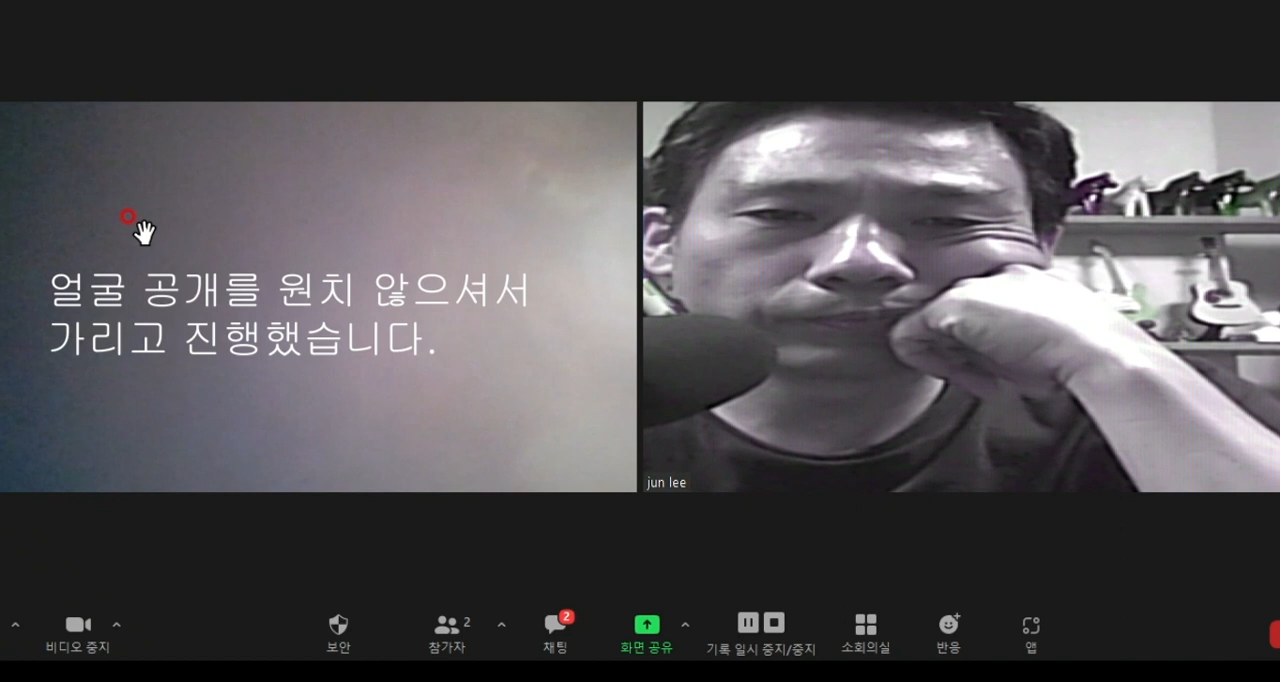 얼굴 공개를 원치 않으셔서
가리고 진행했습니다.
jun lee
비디오 중지
보안
2
참가자
2
채팅
화면 공유
기록 일시 중지/중지
소회의실
반응
앱